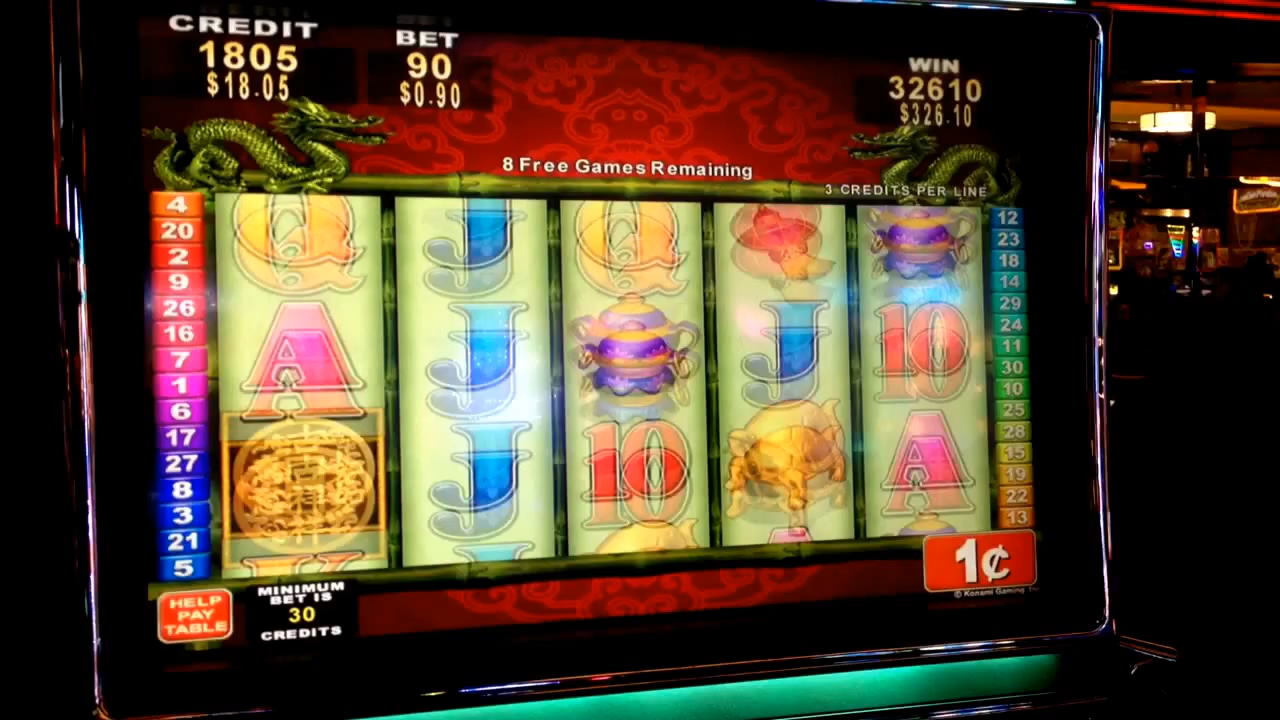 CREDIT
1805
$18.05
BET
90
$0.90
WIN
32610
$326.10
8 Free Games Remaining
3 CREDITS PER LINE
4
20
2
9
26
16
7
1
6
17
27
8
3
21
5
Q
J
Q
A
J
J
10
J
10
J
A
12
23
18
14
29
24
11
30
10
25
28
15
19
22
13
HELP
PAY
TABLE
MINIMUM
BET IS
30
CREDITS
1¢
© Konami Gaming